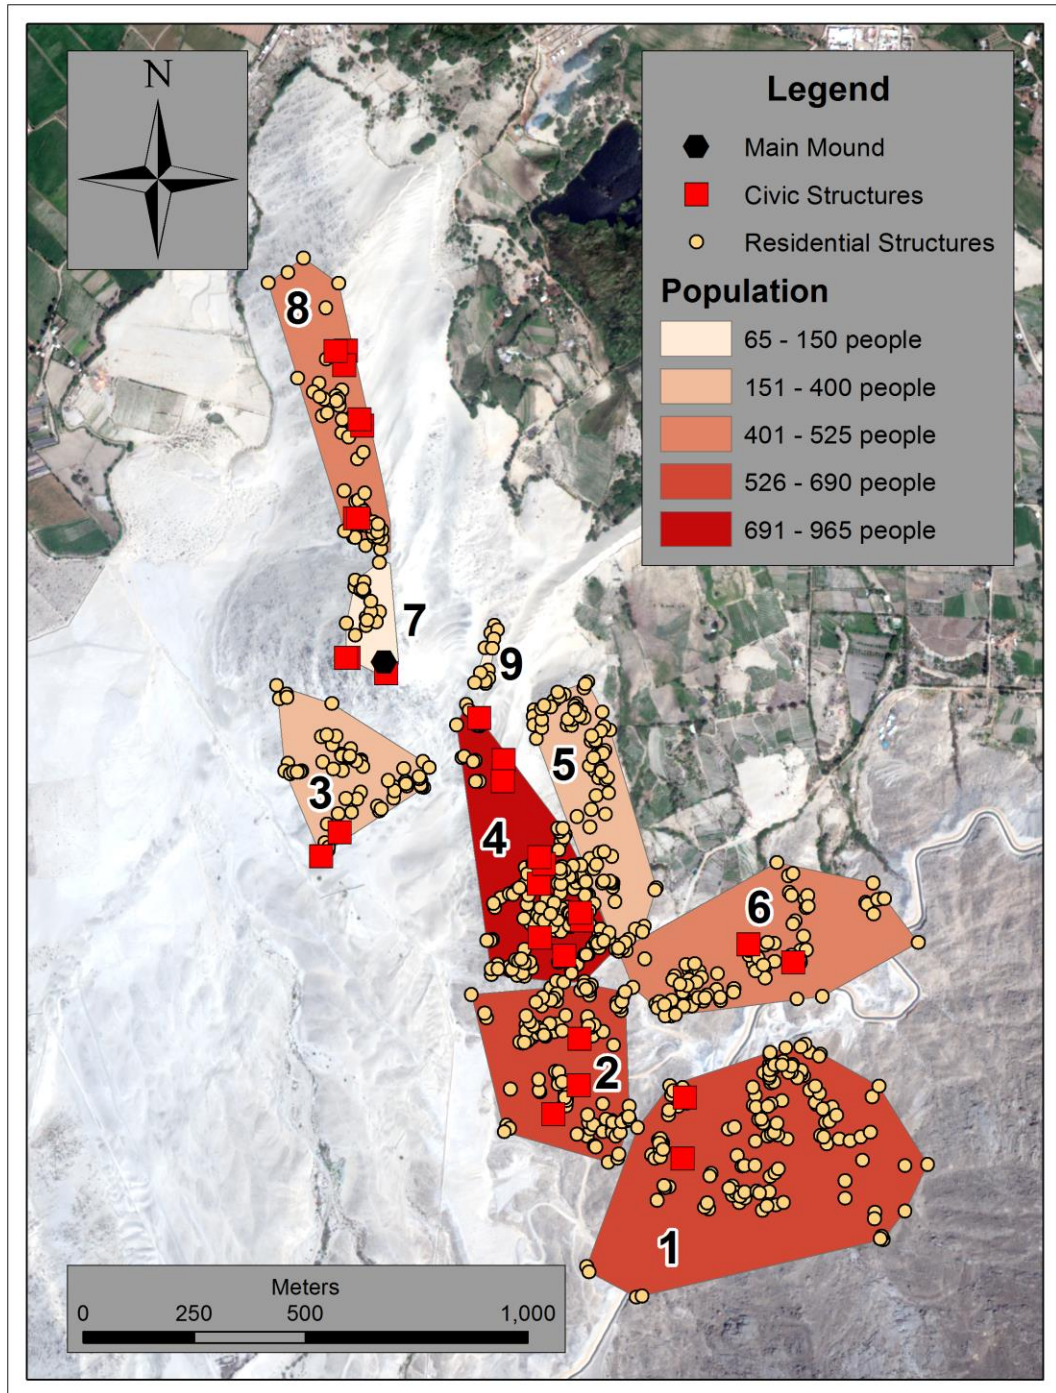 N
Legend
Main Mound
Civic Structures
Residential Structures
Population
65 - 150 people
151 - 400 people
401 - 525 people
526 - 690 people
691 - 965 people
8
7
9
5
3
4
6
2
1
Meters
0 250 500 1,000